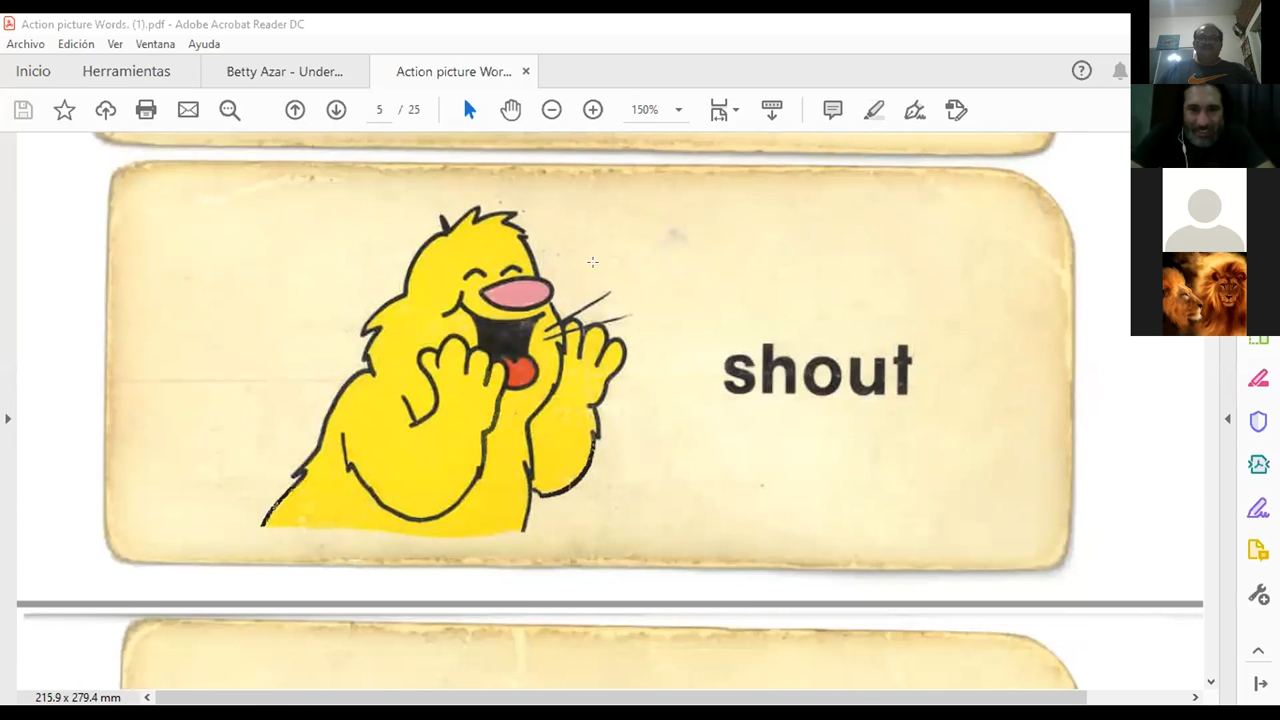 Action picture Words. (1).pdf - Adobe Acrobat Reader DC
Archivo Edición Ver Ventana Ayuda
Inicio Herramientas Betty Azar - Under... Action picture Wor... ×
5 / 25 150%
shout
215.9 x 279.4 mm